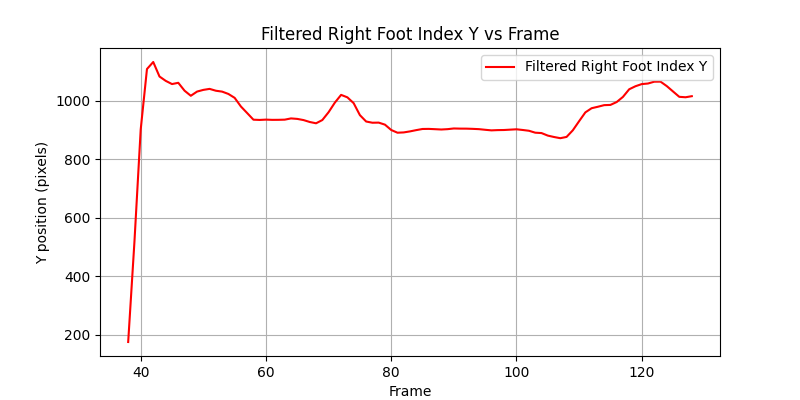 Filtered Right Foot Index Y vs Frame
Filtered Right Foot Index Y
Y position (pixels)
1000
800
600
400
200
40 60 80 100 120
Frame